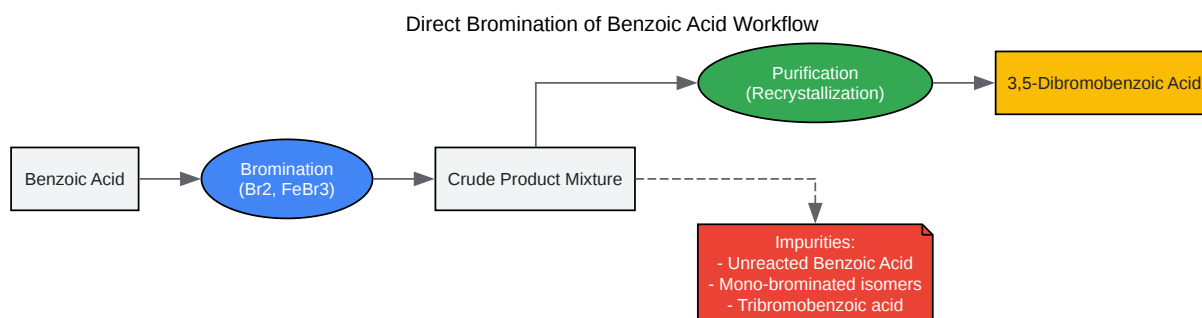 Direct Bromination of Benzoic Acid Workflow
Purification
(Recrystallization)
3,5-Dibromobenzoic Acid
Benzoic Acid
Bromination
(Br2, FeBr3)
Crude Product Mixture
Impurities:
- Unreacted Benzoic Acid
- Mono-brominated isomers
- Tribromobenzoic acid